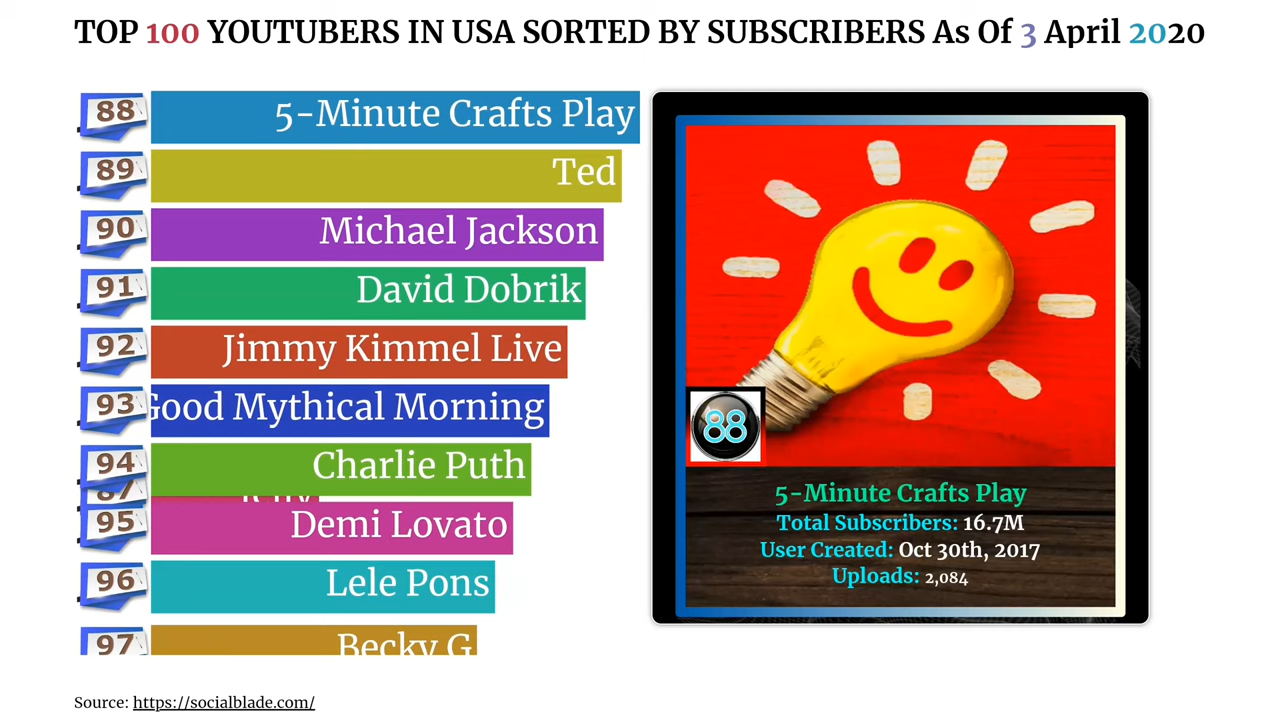 TOP 100 YOUTUBERS IN USA SORTED BY SUBSCRIBERS As Of 3 April 2020
88 5-Minute Crafts Play
89 Ted
90 Michael Jackson
91 David Dobrik
92 Jimmy Kimmel Live
93 Good Mythical Morning
94 Charlie Puth
87
95 Demi Lovato
96 Lele Pons
97 Becky G
88
5-Minute Crafts Play
Total Subscribers: 16.7M
User Created: Oct 30th, 2017
Uploads: 2,084
Source: https://socialblade.com/